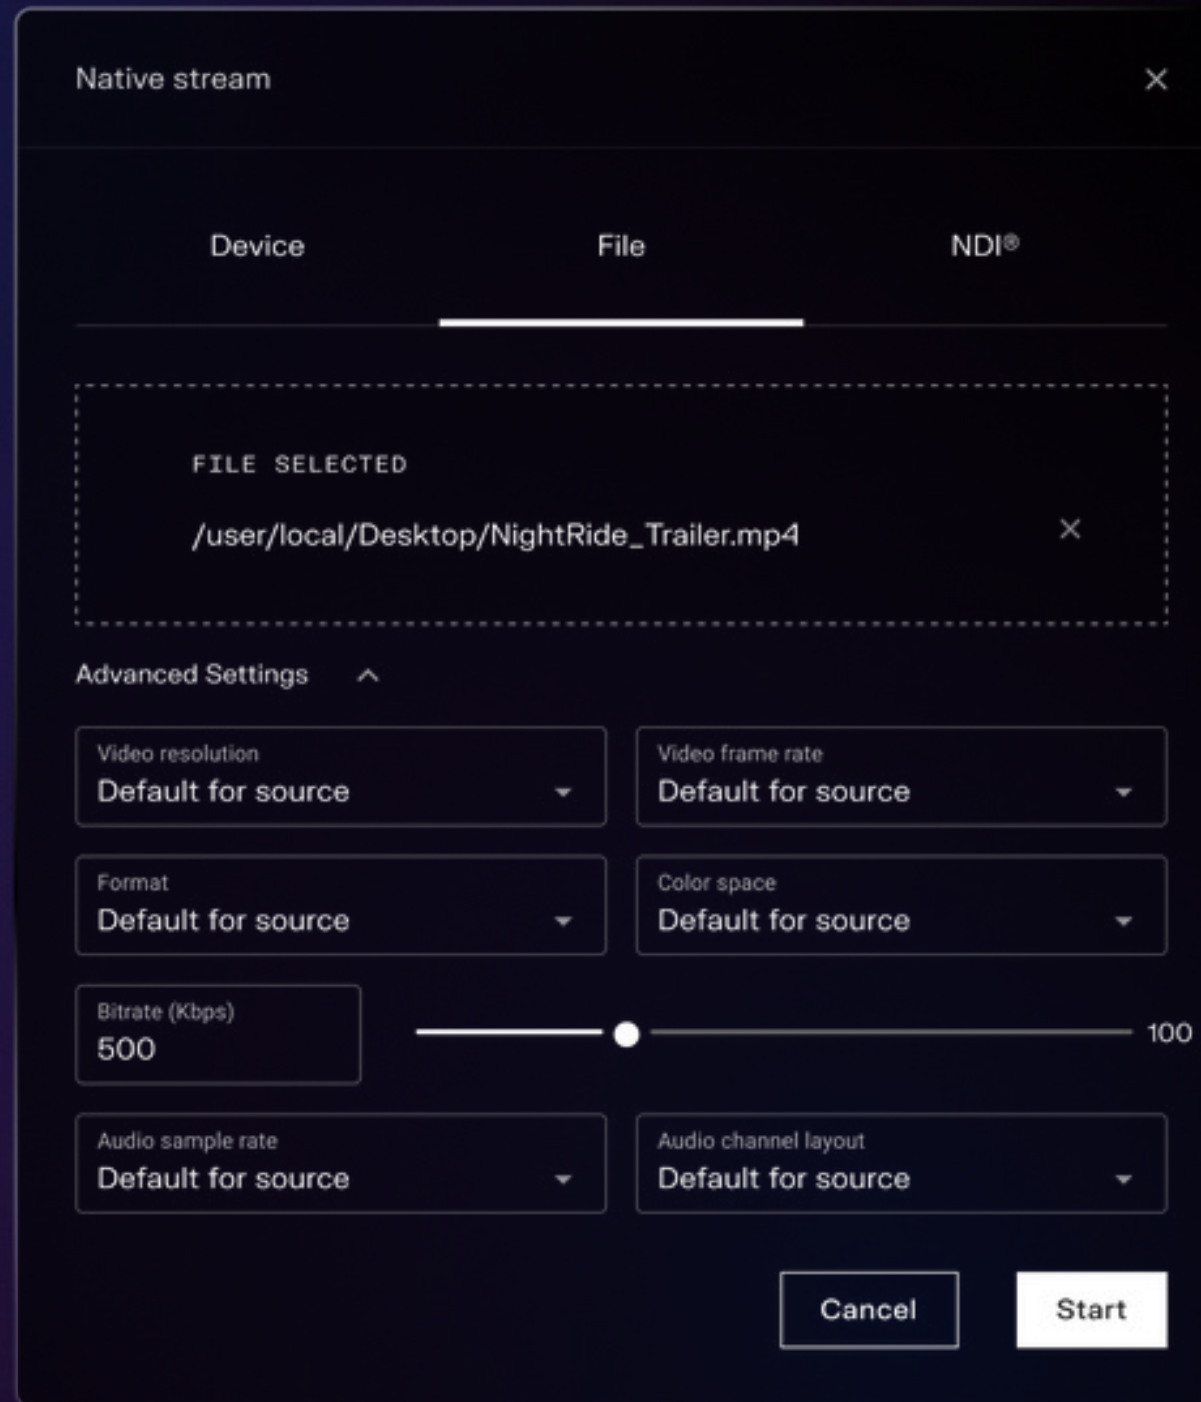 Native stream
Device File NDI®
FILE SELECTED
/user/local/Desktop/NightRide_Trailer.mp4
Advanced Settings
Video resolution
Default for source
Video frame rate
Default for source
Format
Default for source
Color space
Default for source
Bitrate (Kbps)
500
100
Audio sample rate
Default for source
Audio channel layout
Default for source
Cancel Start